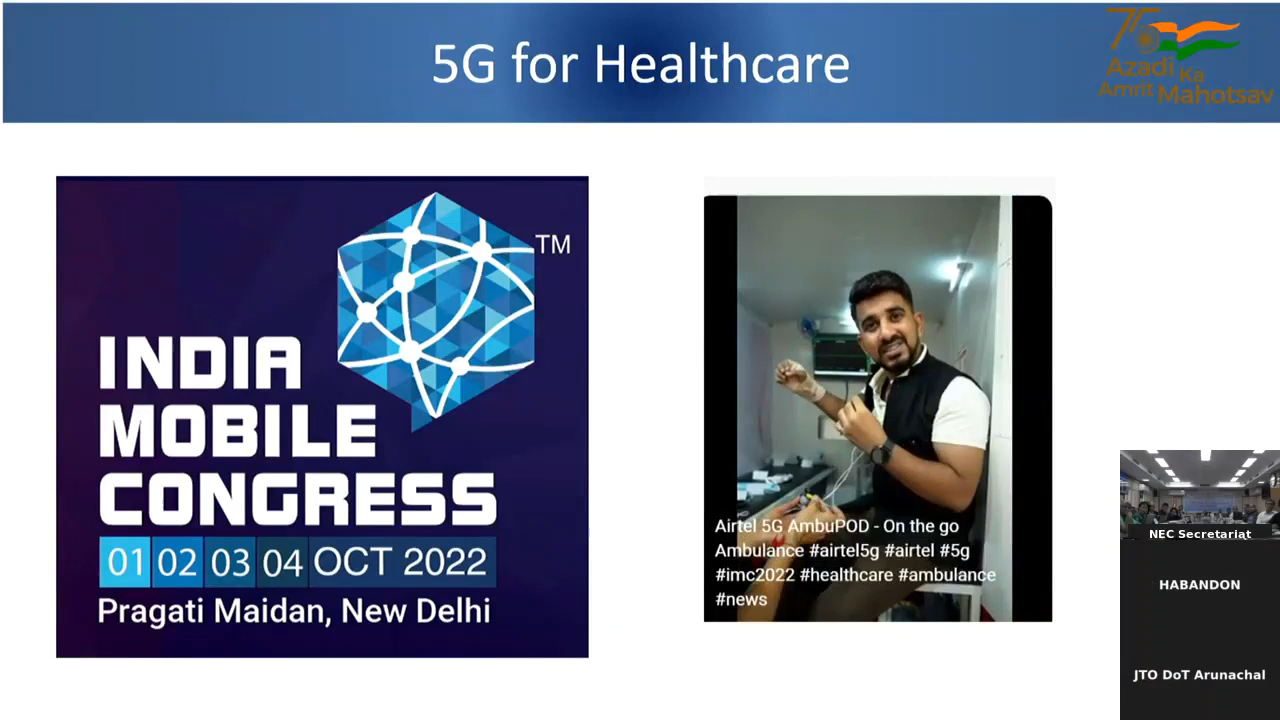 5G for Healthcare
75
Azadi
Ka
Amrit
Mahotsav
TM
INDIA
MOBILE
CONGRESS
01 02 03 04 OCT 2022
Pragati Maidan, New Delhi
Airtel 5G AmbuPOD - On the go
Ambulance #airtel5g #airtel #5g
#imc2022 #healthcare #ambulance
#news
NEC Secretariat
HABANDON
JTO DoT Arunachal